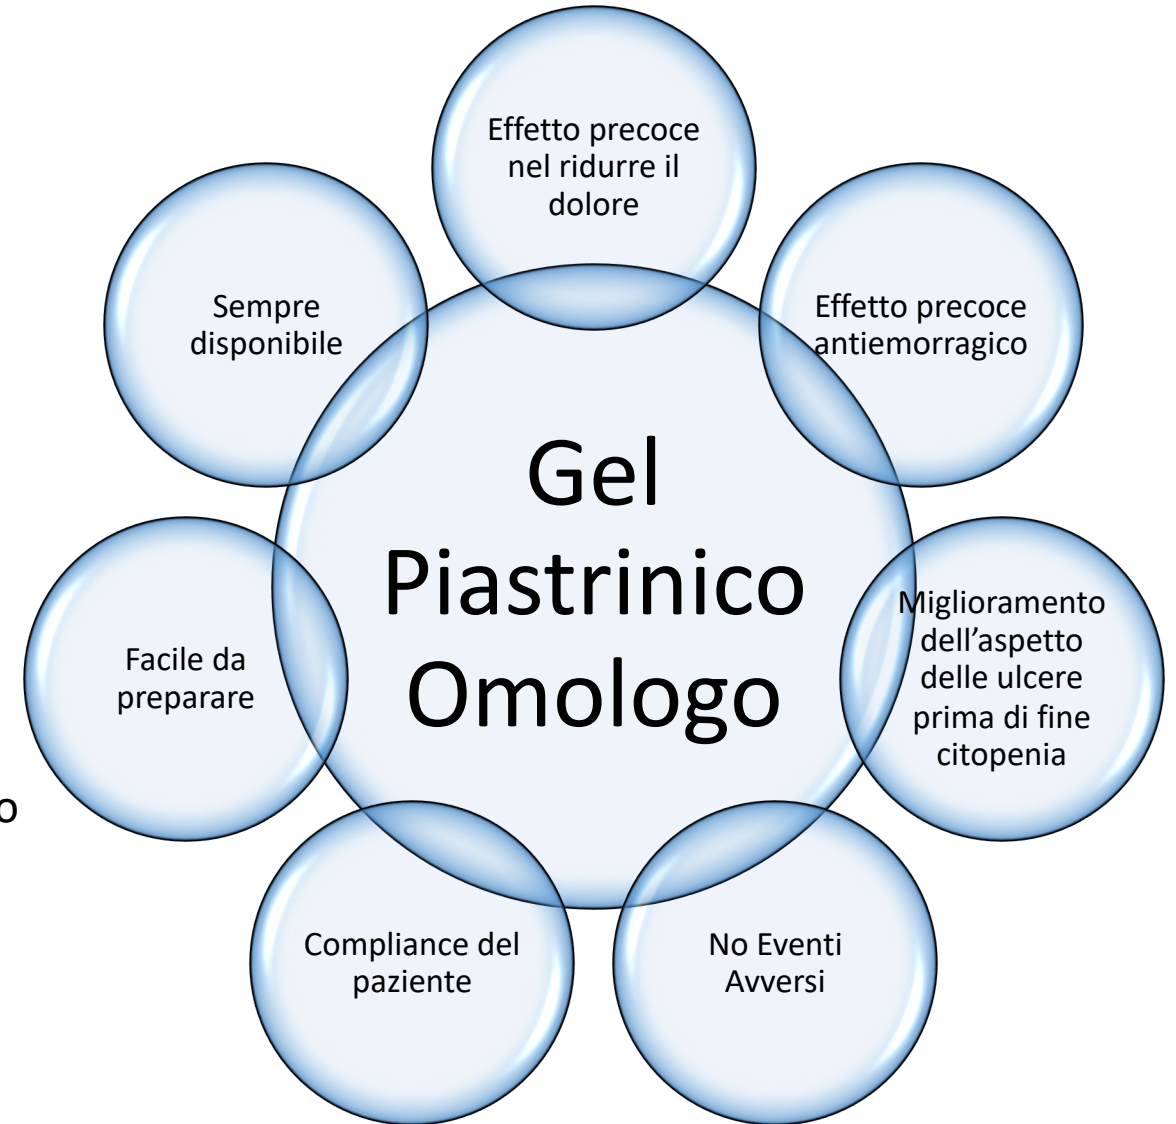 Effetto precoce
nel ridurre il
dolore
Effetto precoce
antiemorragico
Miglioramento
dell’aspetto
delle ulcere
prima di fine
citopenia
No Eventi
Avversi
Compliance del
paziente
Facile da
preparare
Sempre
disponibile
Gel
Piastrinico
Omologo
o